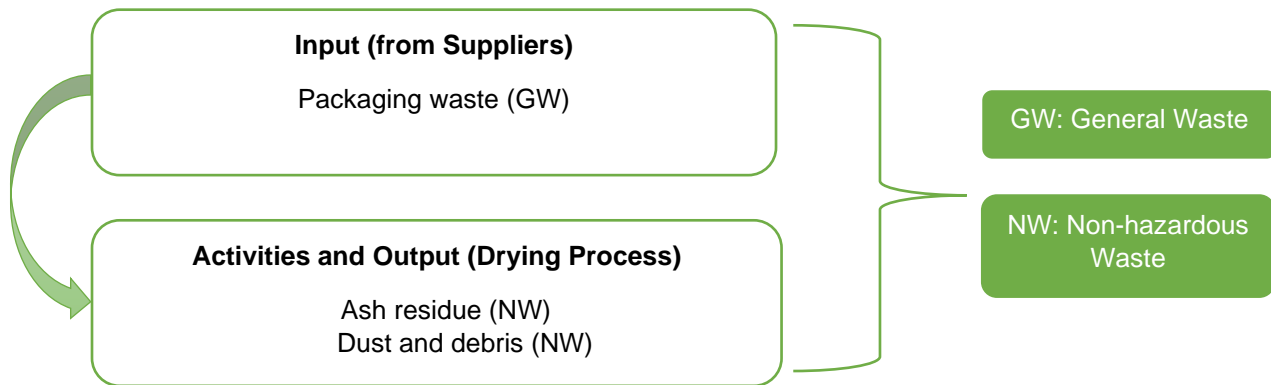 Input (from Suppliers)
Packaging waste (GW)
Activities and Output (Drying Process)
Ash residue (NW)
Dust and debris (NW)
GW: General Waste
NW: Non-hazardous
Waste